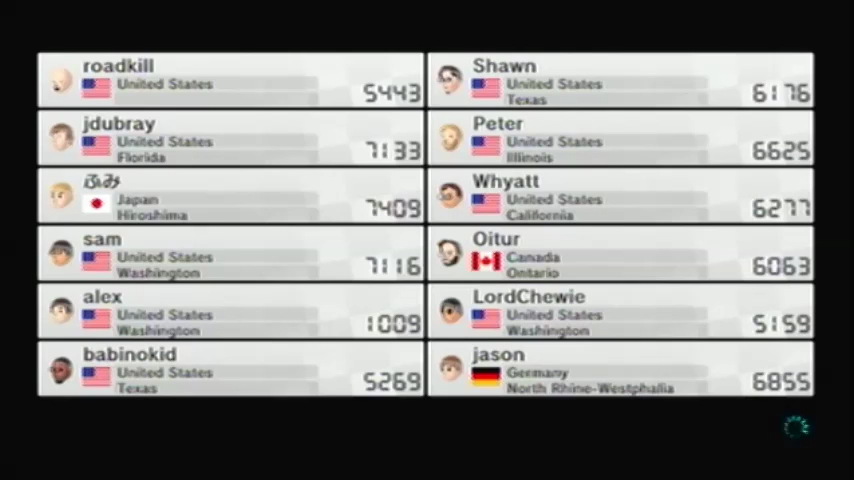 roadkill
United States
5443
jdubray
United States
Florida
7133
ふみ
Japan
Hiroshima
7409
sam
United States
Washington
7116
alex
United States
Washington
1009
babinokid
United States
Texas
5269
Shawn
United States
Texas
6176
Peter
United States
Illinois
6625
Whyatt
United States
California
6277
Oitur
Canada
Ontario
6063
LordChewie
United States
Washington
5159
jason
Germany
North Rhine-Westphalia
6855